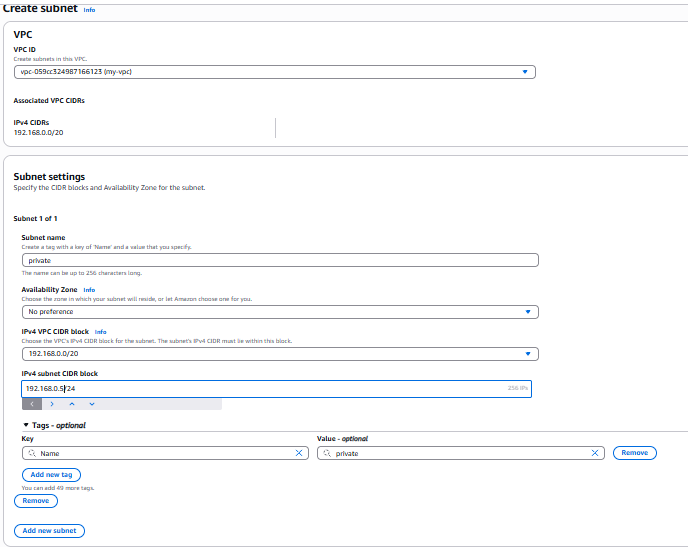 Create subnet Info
VPC
VPC ID
Create subnets in this VPC.
vpc-059cc324987166123 (my-vpc)
Associated VPC CIDRs
IPv4 CIDRs
192.168.0.0/20
Subnet settings
Specify the CIDR blocks and Availability Zone for the subnet.
Subnet 1 of 1
Subnet name
Create a tag with a key of 'Name' and a value that you specify.
private
The name can be up to 256 characters long.
Availability Zone Info
Choose the zone in which your subnet will reside, or let Amazon choose one for you.
No preference
IPv4 VPC CIDR block Info
Choose the VPC's IPv4 CIDR block for the subnet. The subnet's IPv4 CIDR must be within this block.
192.168.0.0/20
IPv4 subnet CIDR block
192.168.0.5/24 256 IPs
Tags - optional
Key Value - optional
Name private Remove
Add new tag
You can add 49 more tags.
Remove
Add new subnet